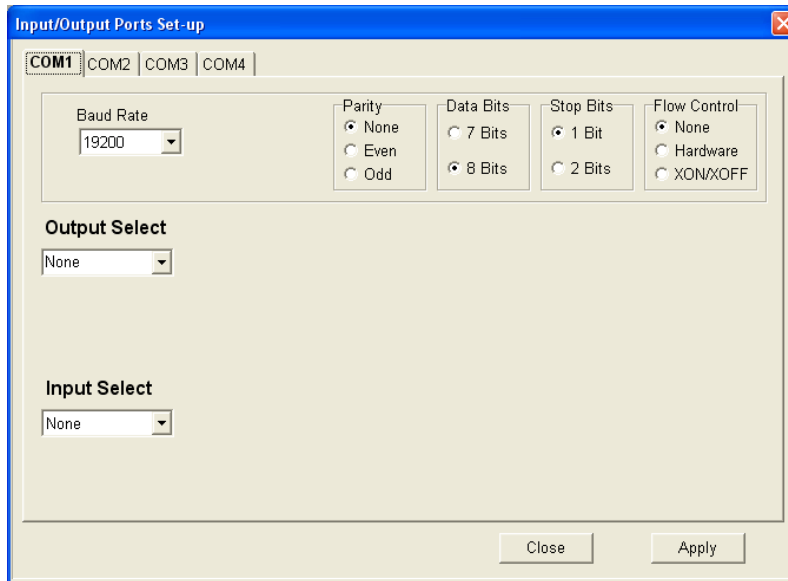 Input/Output Ports Set-up
COM1 COM2 COM3 COM4
Baud Rate
19200
Parity
None
Even
Odd
Data Bits
7 Bits
8 Bits
Stop Bits
1 Bit
2 Bits
Flow Control
None
Hardware
XON/XOFF
Output Select
None
Input Select
None
Close Apply